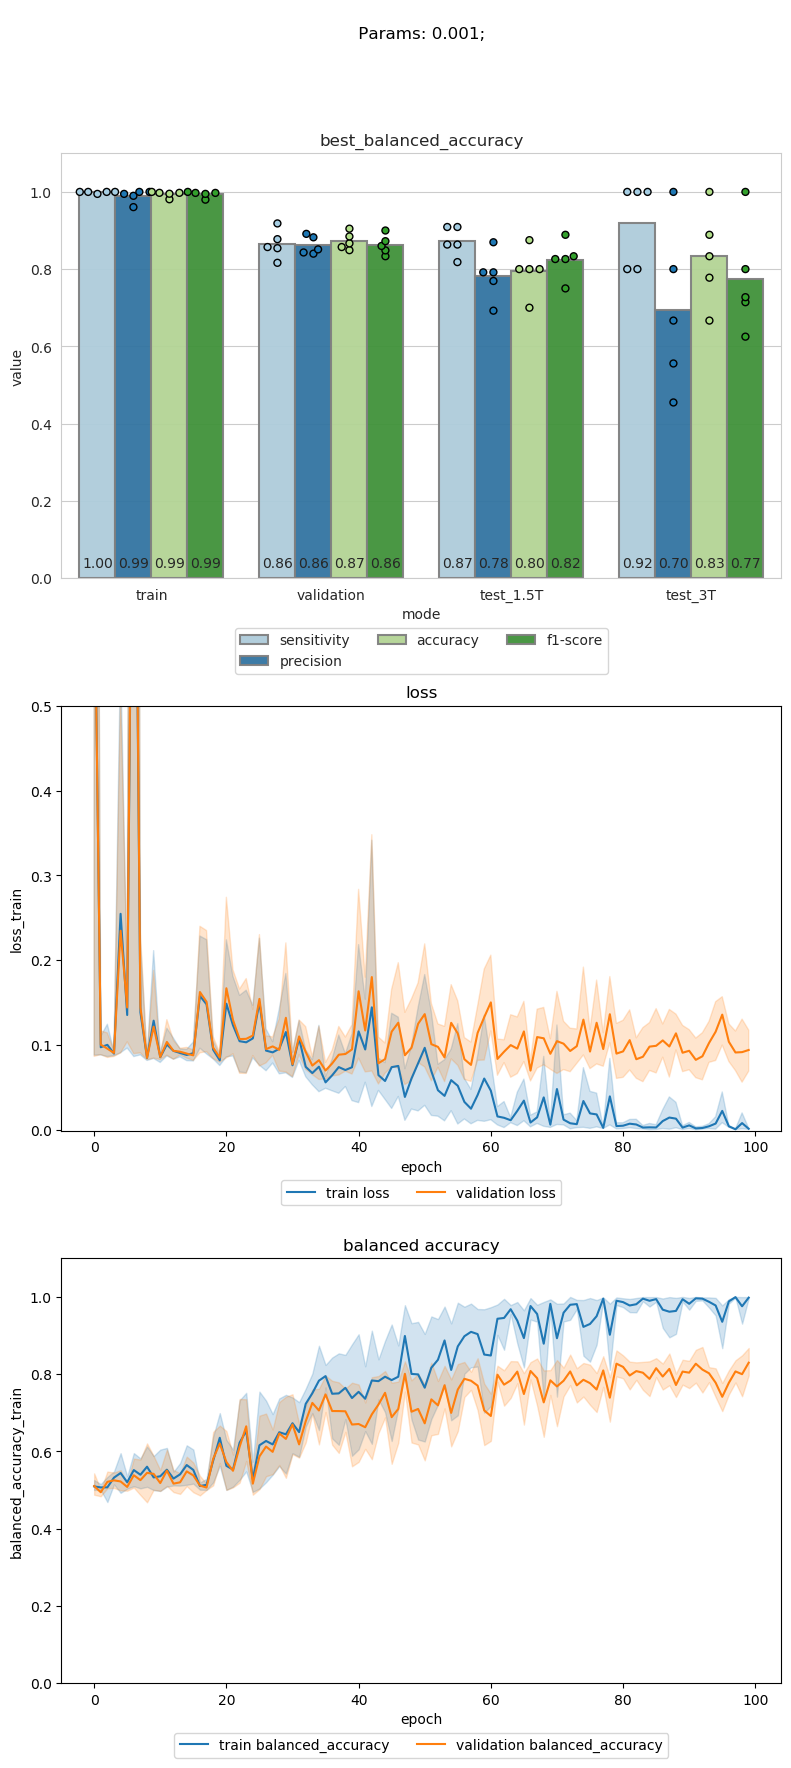 Params: 0.001;
best_balanced_accuracy
value
1.0
0.8
0.6
0.4
0.2
0.0
1.00 0.99 0.99 0.99 0.86 0.86 0.87 0.86 0.87 0.78 0.80 0.82 0.92 0.70 0.83 0.77
train validation test_1.5T test_3T
mode
sensitivity accuracy f1-score
precision
loss
loss_train
0.5
0.4
0.3
0.2
0.1
0.0
0 20 40 60 80 100
epoch
train loss validation loss
balanced accuracy
balanced_accuracy_train
1.0
0.8
0.6
0.4
0.2
0.0
0 20 40 60 80 100
epoch
train balanced_accuracy validation balanced_accuracy